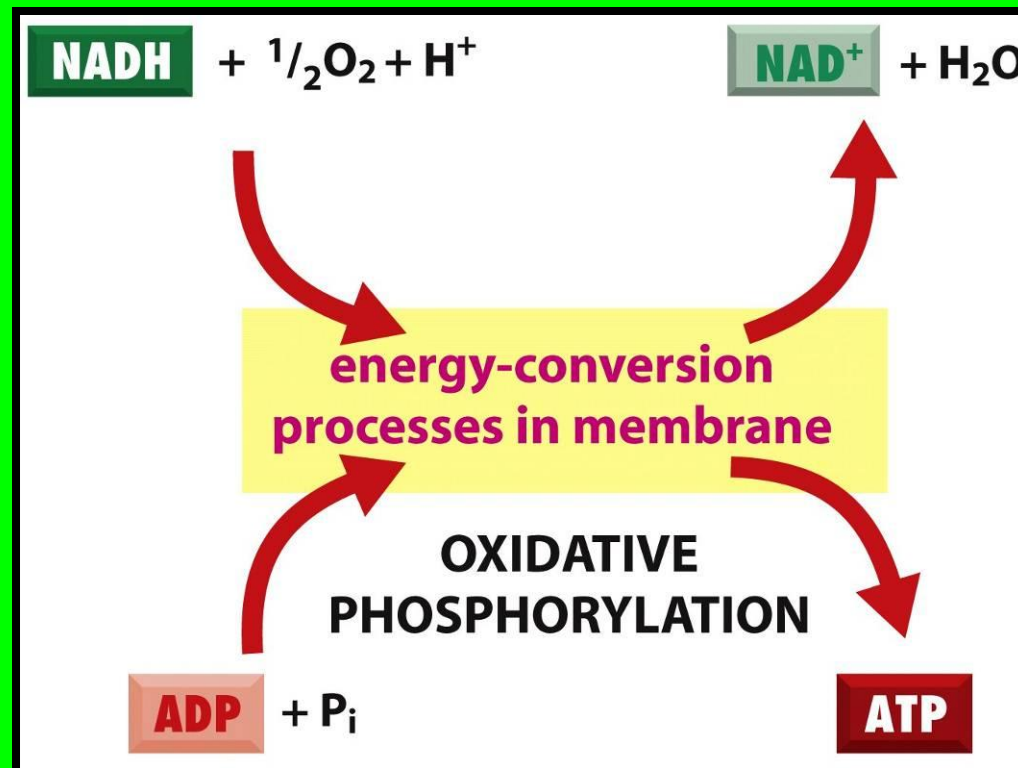 NADH + ¹/₂O₂ + H⁺
NAD⁺ + H₂O
energy-conversion
processes in membrane
OXIDATIVE
PHOSPHORYLATION
ADP + Pᵢ
ATP